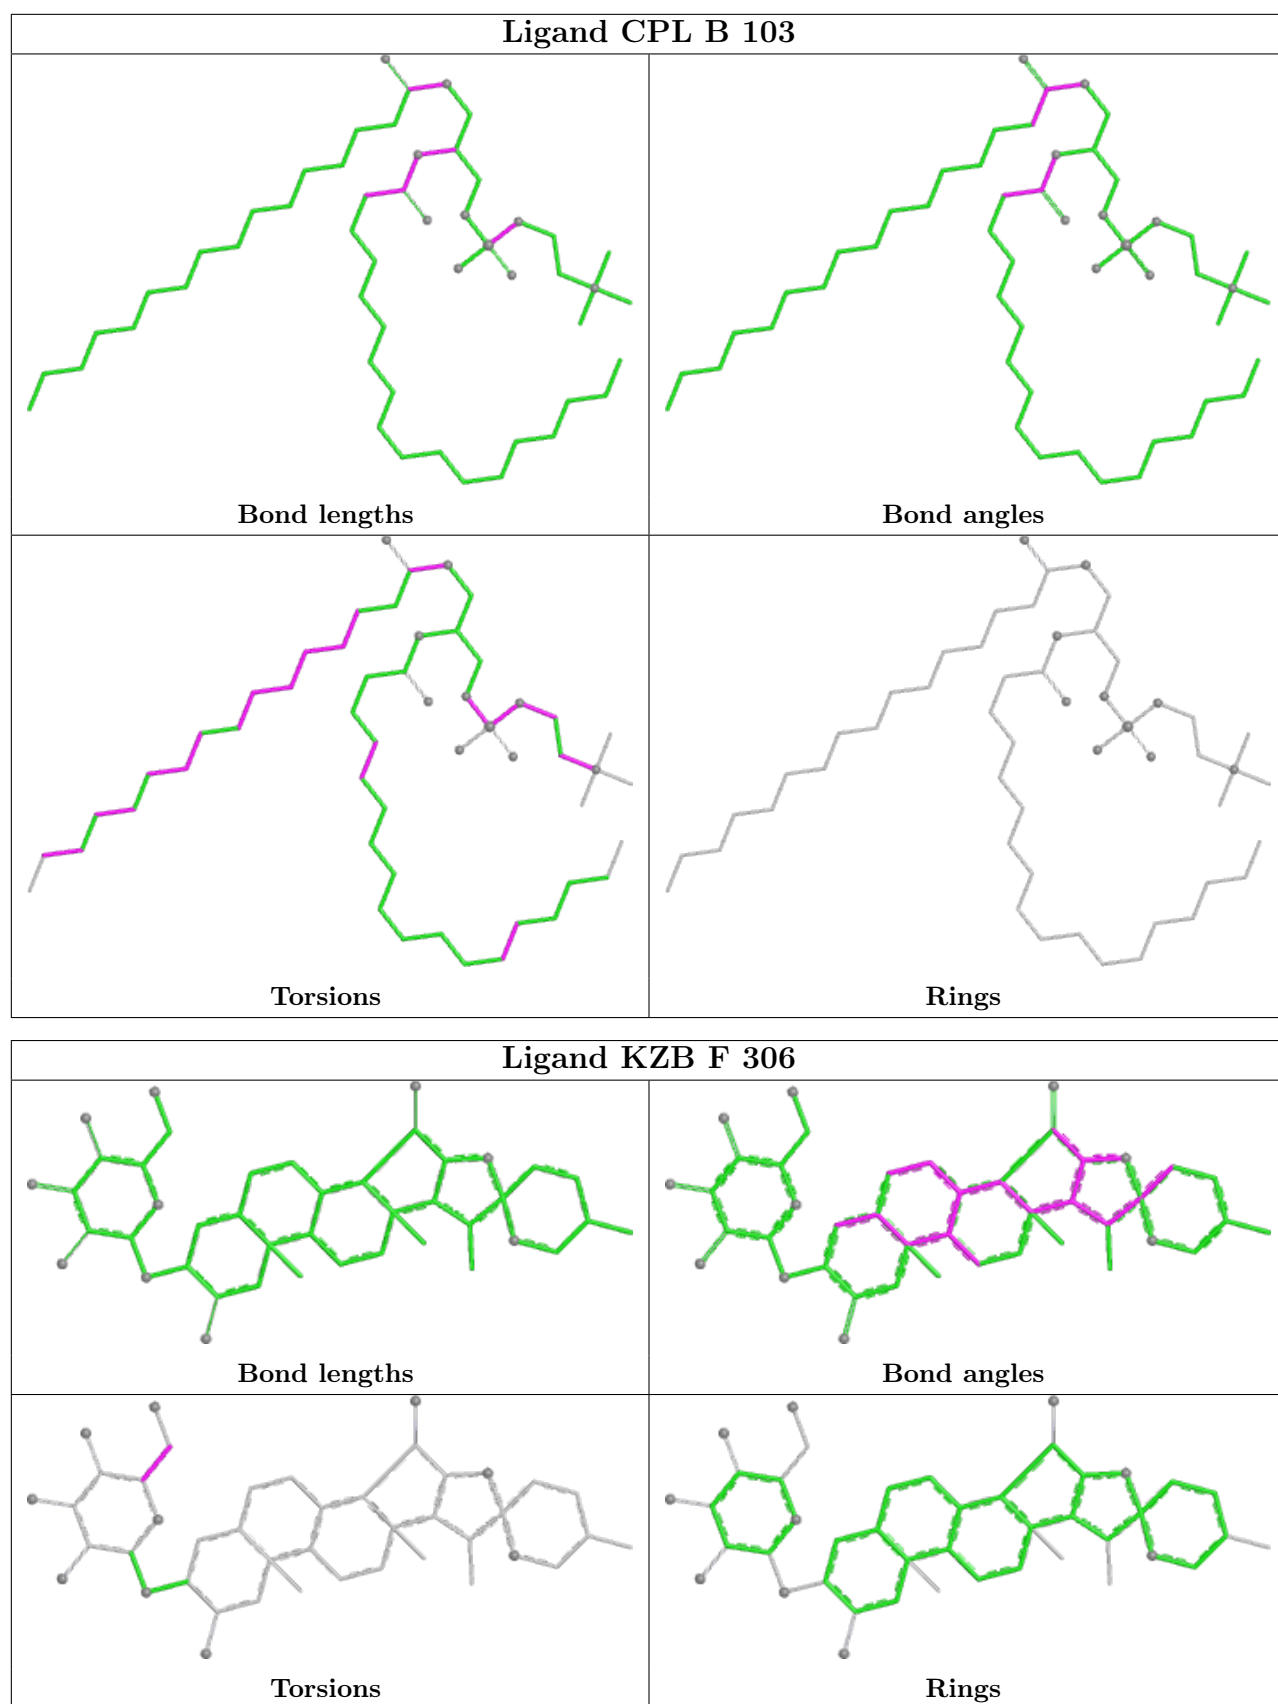 Ligand CPL B 103
Bond lengths
Bond angles
Torsions
Rings
Ligand KZB F 306
Bond lengths
Bond angles
Torsions
Rings